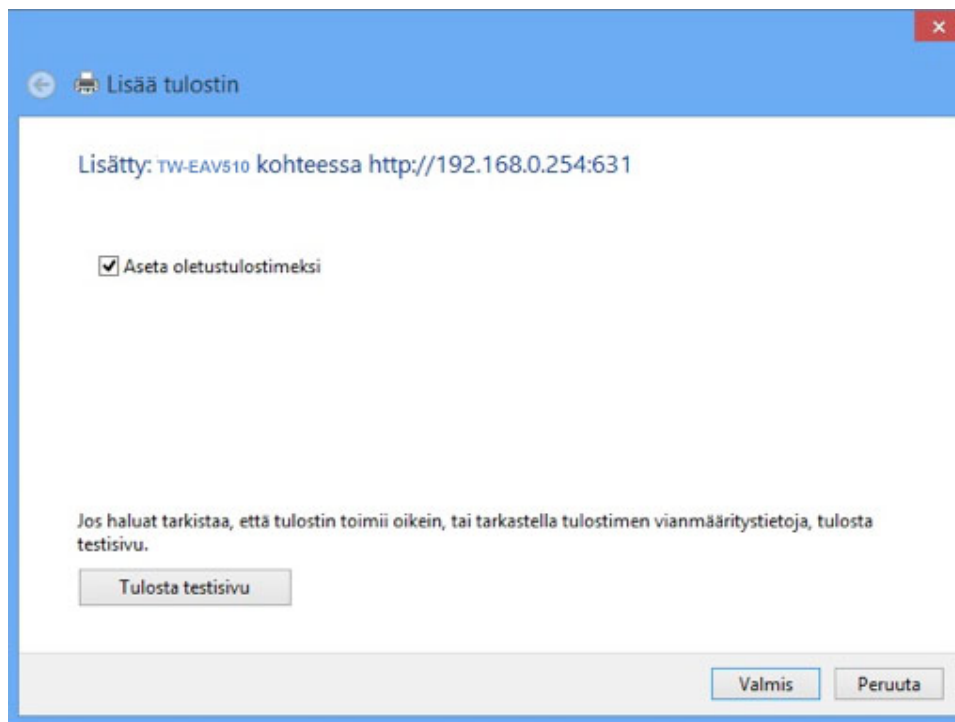 Lisää tulostin
Lisätty: TW-EAV510 kohteessa http://192.168.0.254:631
Aseta oletustulostimeksi
Jos haluat tarkistaa, että tulostin toimii oikein, tai tarkastella tulostimen vianmääritystietoja, tulosta
testisivu.
Tulosta testisivu
Valmis
Peruuta